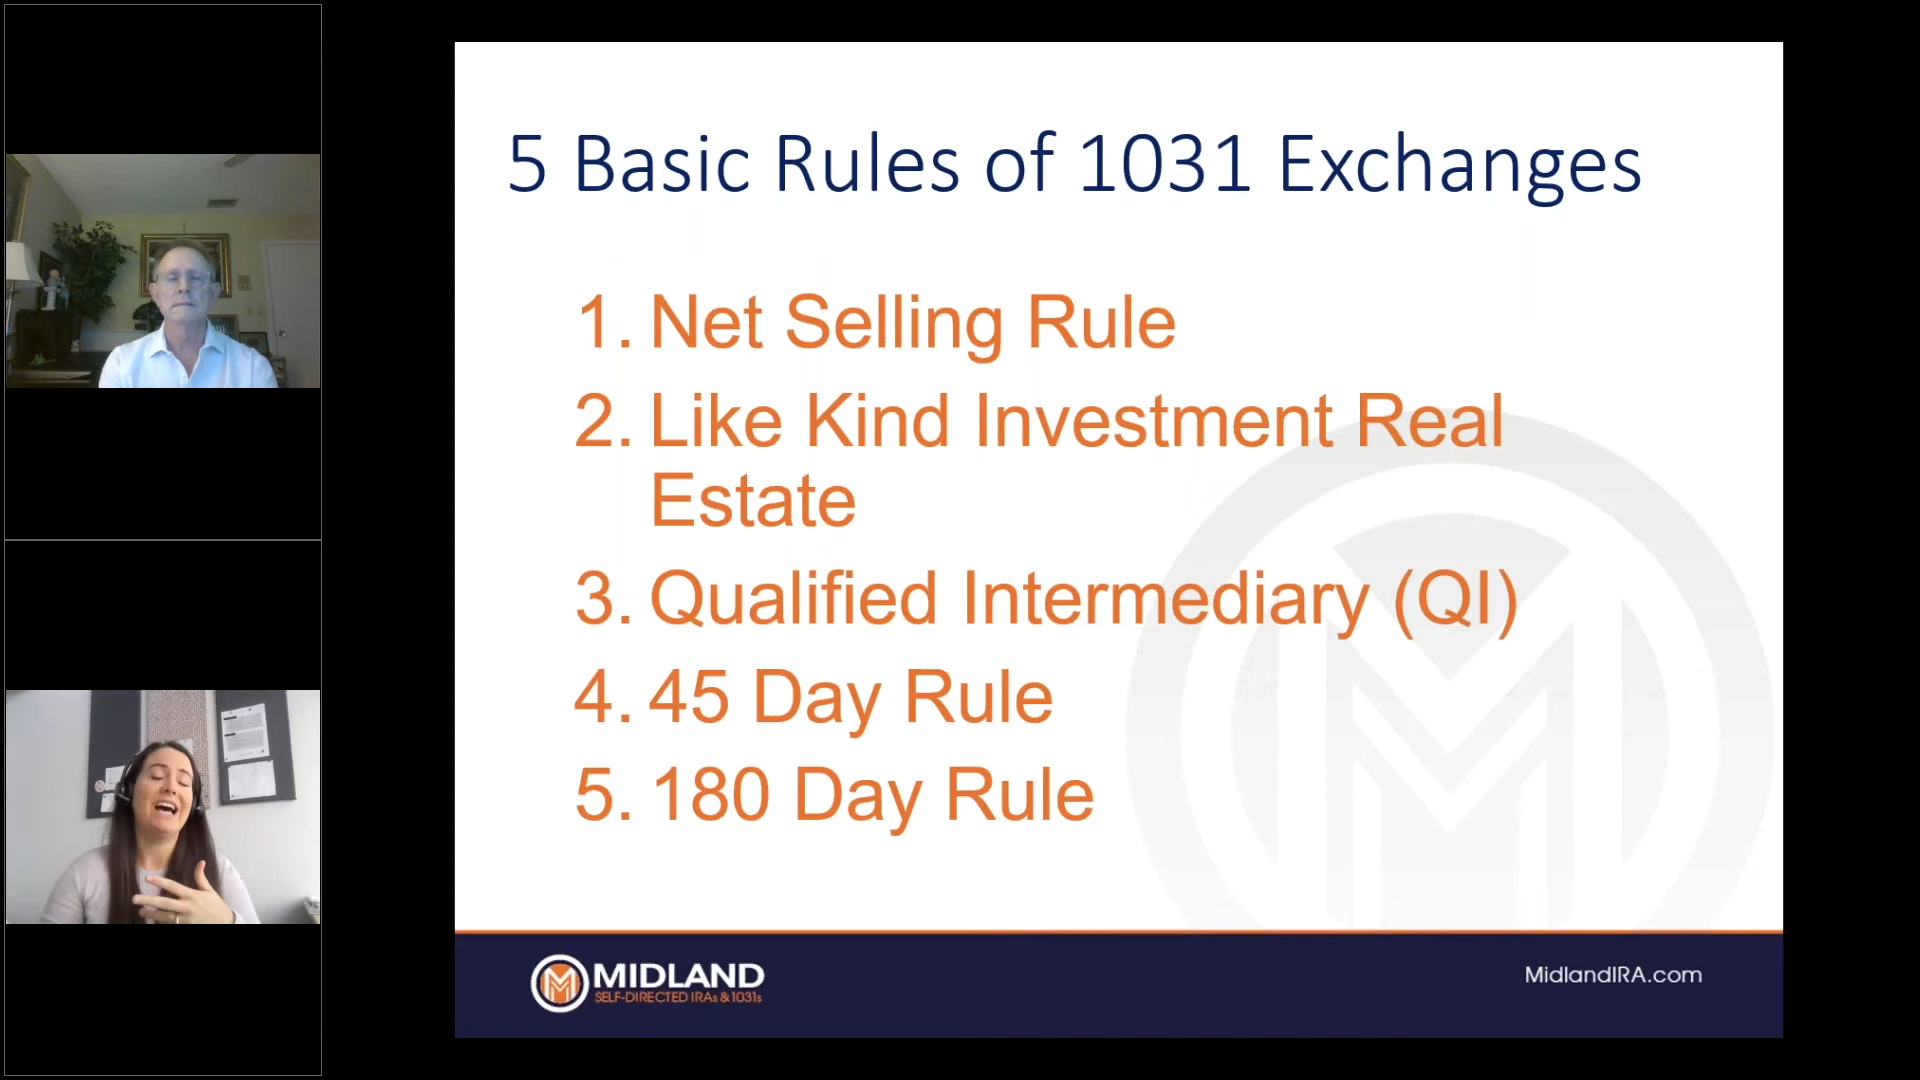 5 Basic Rules of 1031 Exchanges
1. Net Selling Rule
2. Like Kind Investment Real
Estate
3. Qualified Intermediary (QI)
4. 45 Day Rule
5. 180 Day Rule
MIDLAND
SELF-DIRECTED IRAs & 1031s
MidlandIRA.com